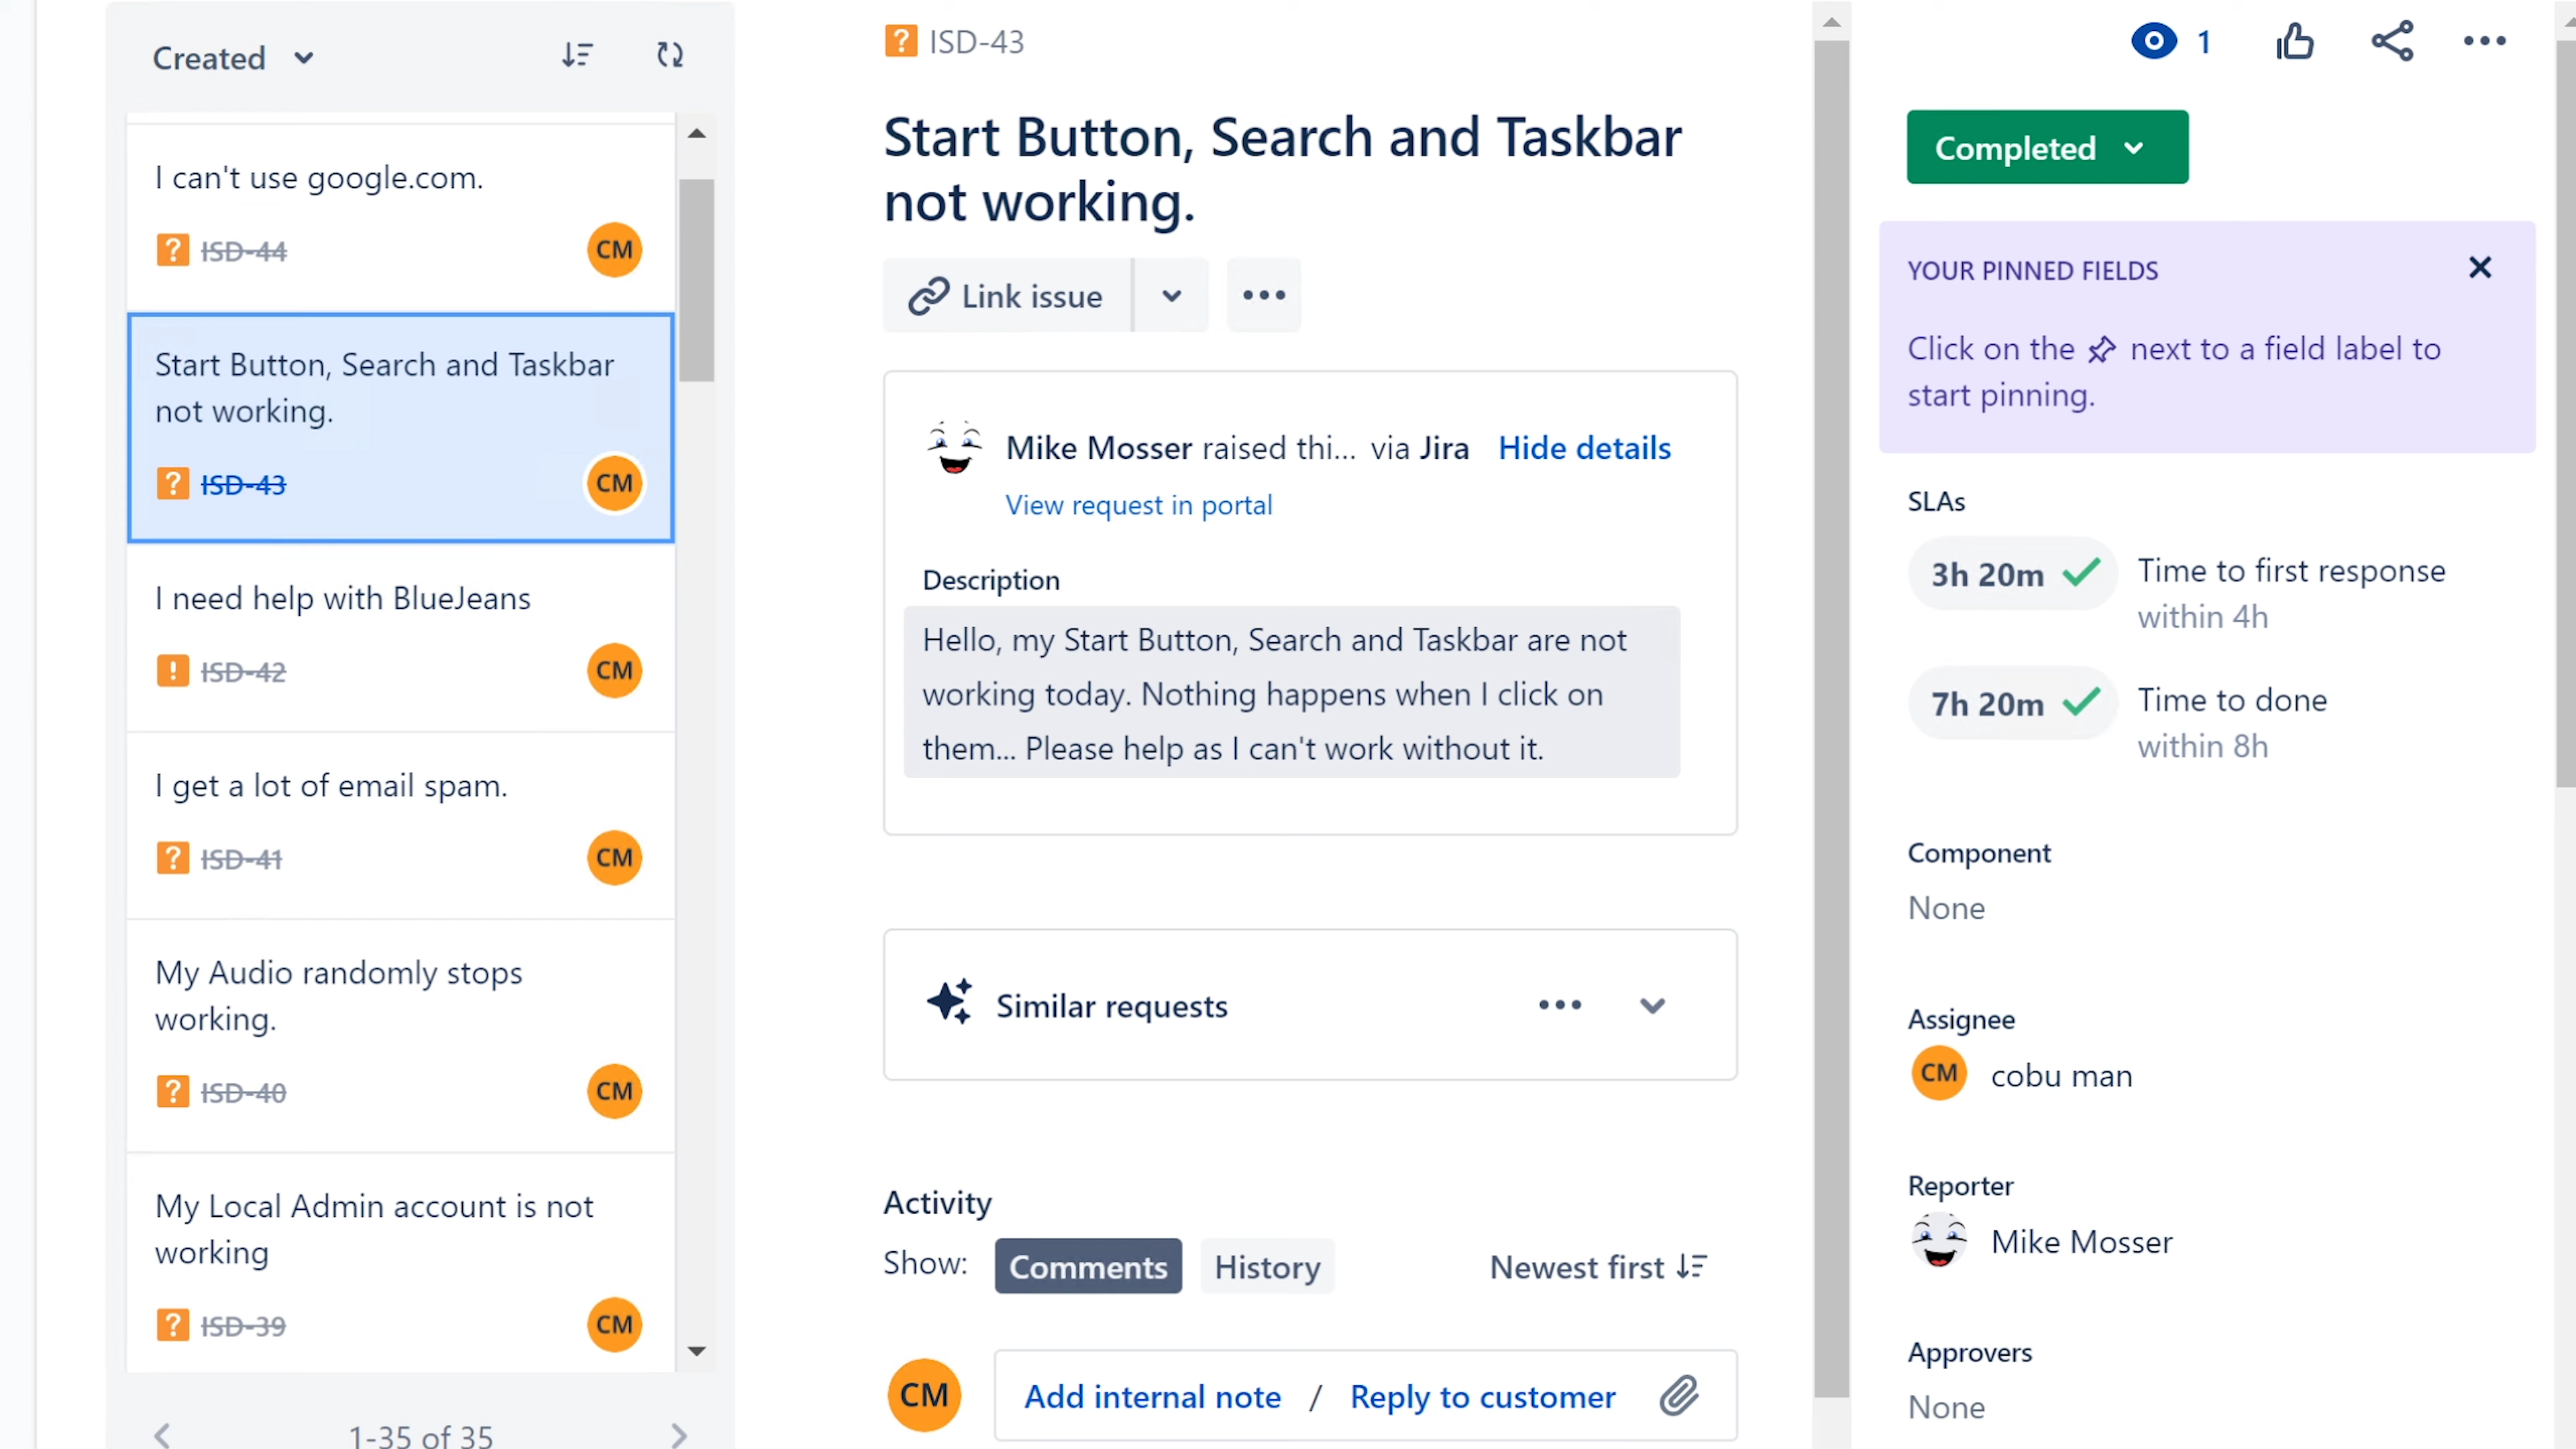 Created
I can't use google.com.
ISD-44
CM
Start Button, Search and Taskbar
not working.
ISD-43
CM
I need help with BlueJeans
ISD-42
CM
I get a lot of email spam.
ISD-41
CM
My Audio randomly stops
working.
ISD-40
CM
My Local Admin account is not
working
ISD-39
CM
1-35 of 35
ISD-43
Start Button, Search and Taskbar
not working.
Link issue
Mike Mosser raised thi... via Jira Hide details
View request in portal
Description
Hello, my Start Button, Search and Taskbar are not
working today. Nothing happens when I click on
them... Please help as I can't work without it.
Similar requests
Activity
Show: Comments History Newest first
CM
Add internal note / Reply to customer
1
Completed
YOUR PINNED FIELDS
Click on the next to a field label to
start pinning.
SLAs
3h 20m Time to first response
within 4h
7h 20m Time to done
within 8h
Component
None
Assignee
CM cobu man
Reporter
Mike Mosser
Approvers
None